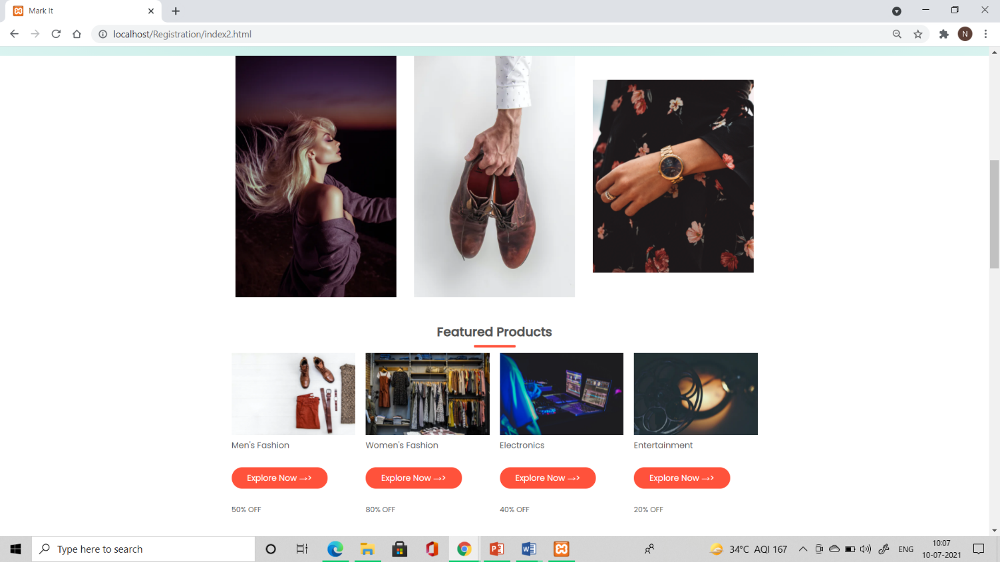 Mark It
localhost/Registration/index2.html
N
Featured Products
Men's Fashion
Women's Fashion
Electronics
Entertainment
Explore Now -->
Explore Now -->
Explore Now -->
Explore Now -->
50% OFF
80% OFF
40% OFF
20% OFF
Type here to search
34°C AQI 167
ENG
10:07
10-07-2021